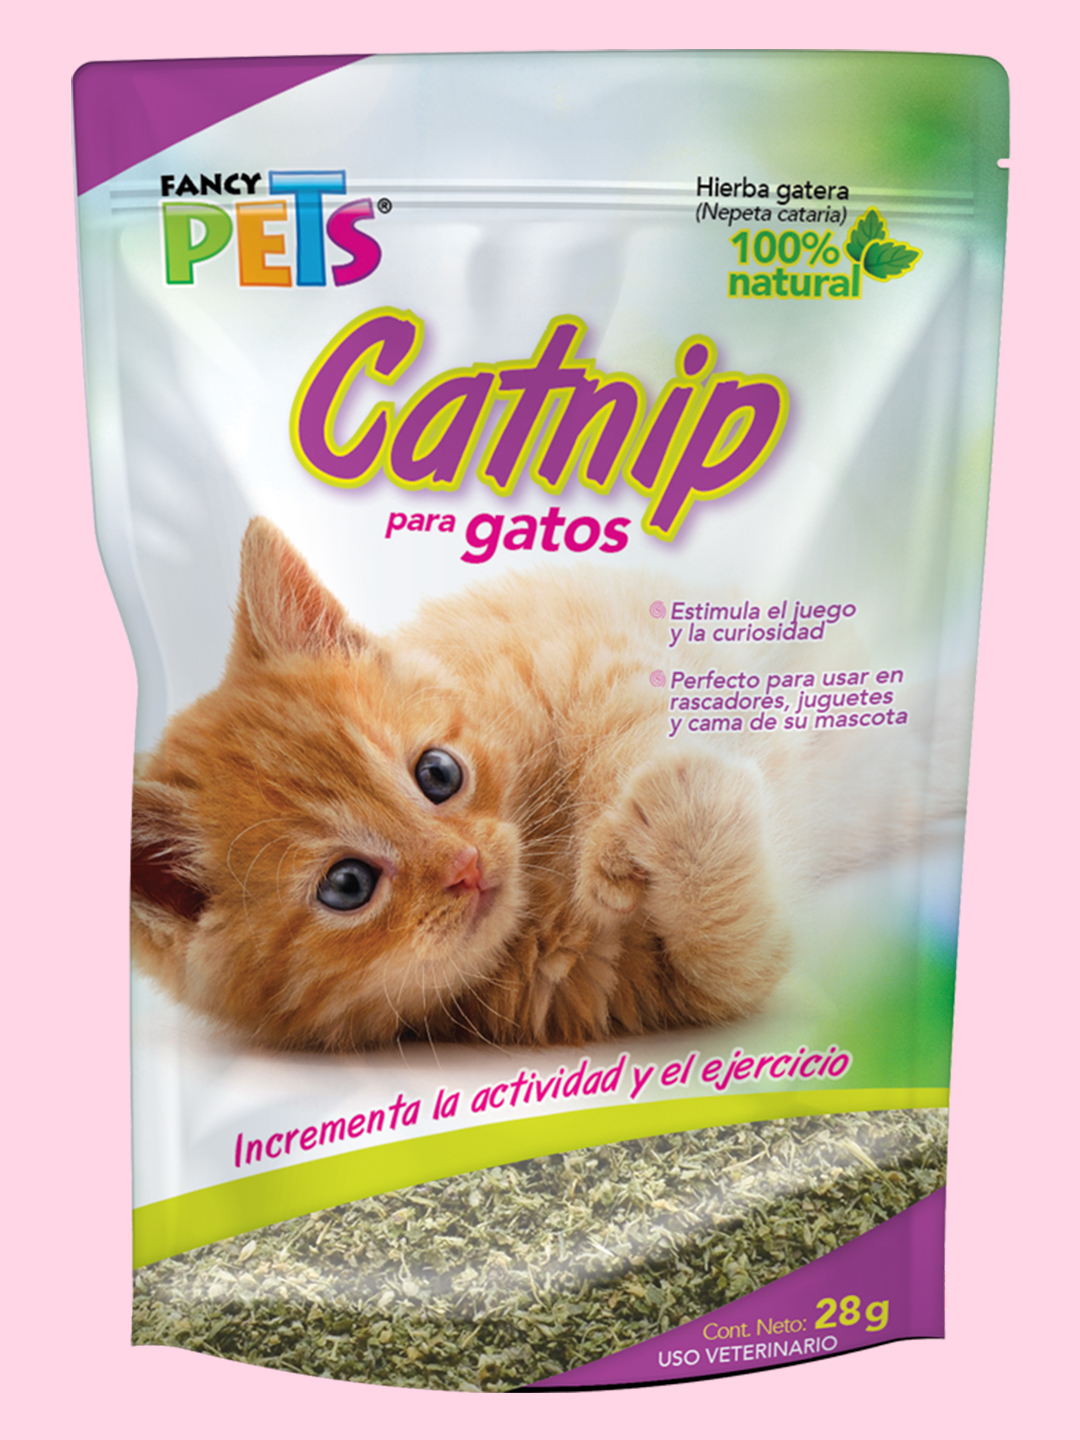 FANCY
PETS®
Hierba gatera
(Nepeta cataria)
100%
natural
Catnip
para gatos
Estimula el juego
y la curiosidad
Perfecto para usar en
rascadores, juguetes
y cama de su mascota
Incrementa la actividad y el ejercicio
Cont. Neto: 28 g
USO VETERINARIO